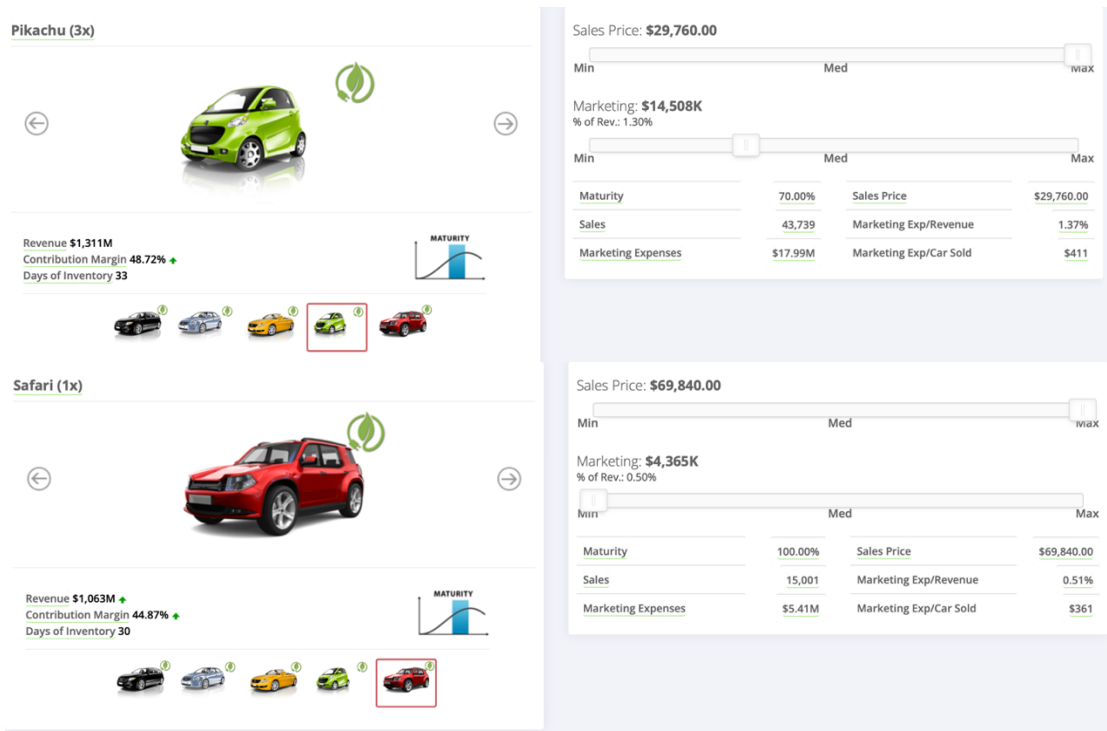 Pikachu (3x)
MATURITY
Revenue $1,311M
Contribution Margin 48.72%
Days of Inventory 33
Sales Price: $29,760.00
Min Med Max
Marketing: $14,508K
% of Rev.: 1.30%
Min Med Max
Maturity 70.00% Sales Price $29,760.00
Sales 43,739 Marketing Exp/Revenue 1.37%
Marketing Expenses $17.99M Marketing Exp/Car Sold $411
Safari (1x)
MATURITY
Revenue $1,063M
Contribution Margin 44.87%
Days of Inventory 30
Sales Price: $69,840.00
Min Med Max
Marketing: $4,365K
% of Rev.: 0.50%
Min Med Max
Maturity 100.00% Sales Price $69,840.00
Sales 15,001 Marketing Exp/Revenue 0.51%
Marketing Expenses $5.41M Marketing Exp/Car Sold $361